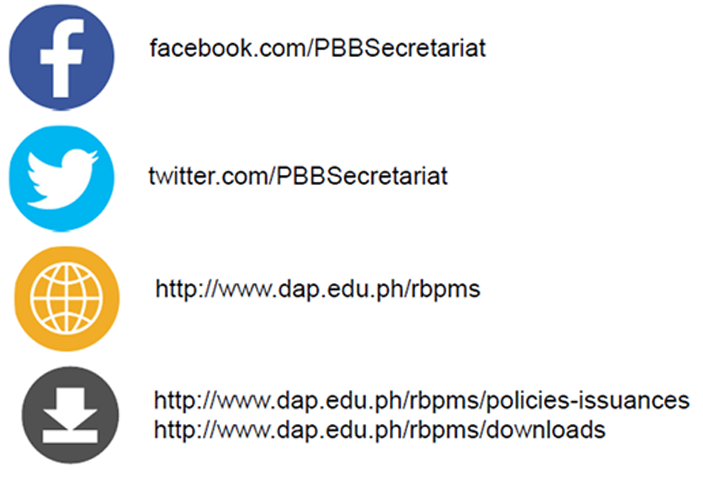 facebook.com/PBBSecretariat
twitter.com/PBBSecretariat
http://www.dap.edu.ph/rbpms
http://www.dap.edu.ph/rbpms/policies-issuances
http://www.dap.edu.ph/rbpms/downloads